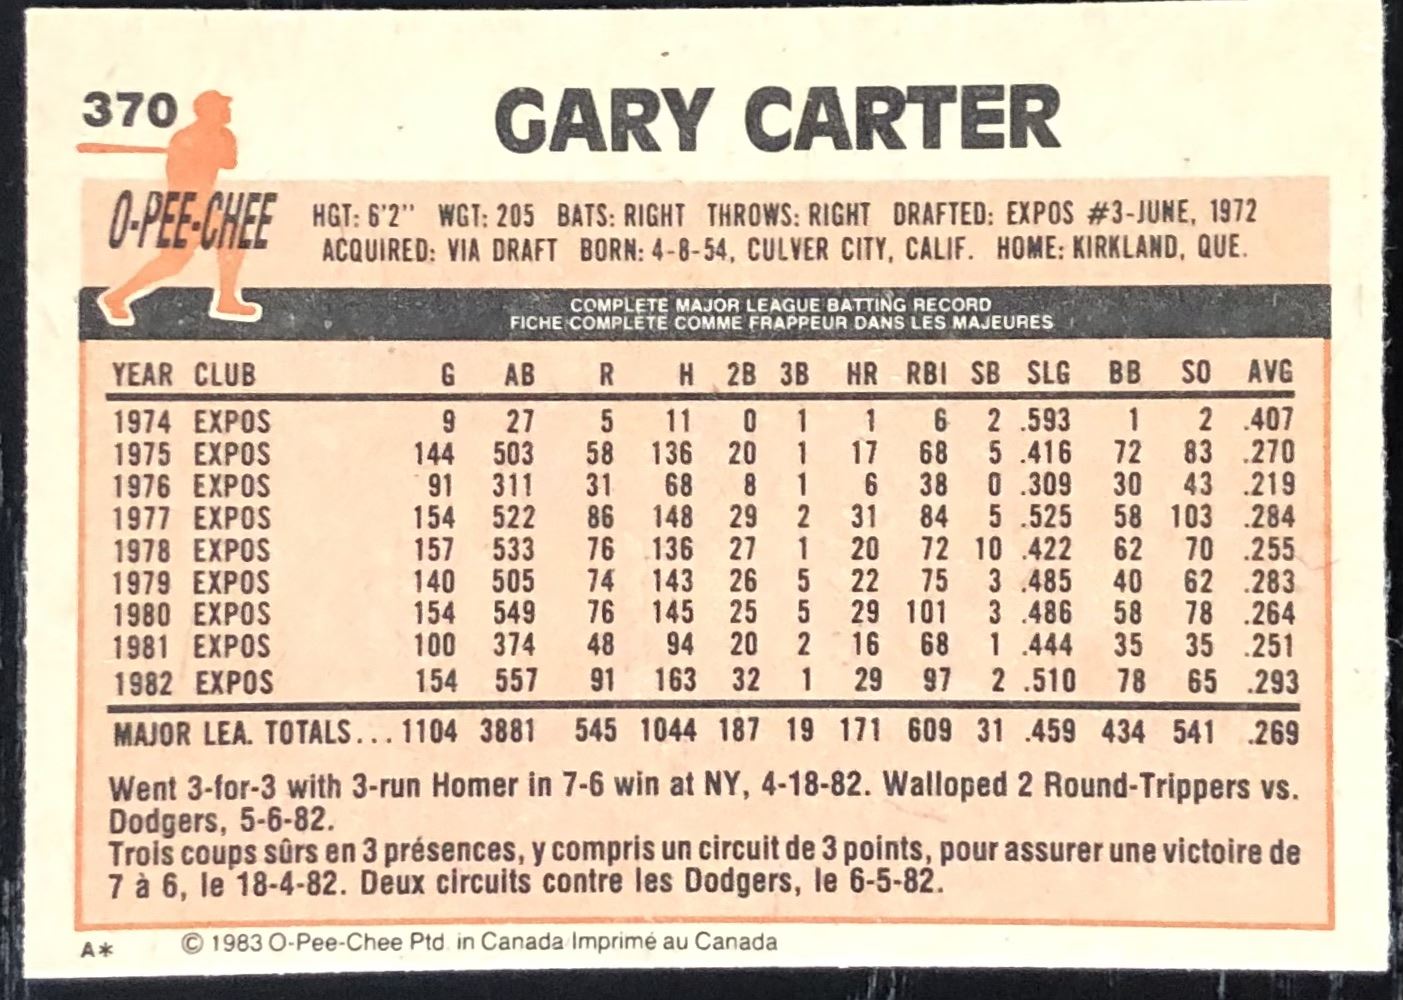 370
GARY CARTER
O-PEE-CHEE
HGT: 6'2" WGT: 205 BATS: RIGHT THROWS: RIGHT DRAFTED: EXPOS #3-JUNE, 1972
ACQUIRED: VIA DRAFT BORN: 4-8-54, CULVER CITY, CALIF. HOME: KIRKLAND, QUE.
COMPLETE MAJOR LEAGUE BATTING RECORD
FICHE COMPLETE COMME FRAPPEUR DANS LES MAJEURES
YEAR CLUB G AB R H 2B 3B HR RBI SB SLG BB SO AVG
1974 EXPOS 9 27 5 11 0 1 1 6 2 .593 1 2 .407
1975 EXPOS 144 503 58 136 20 1 17 68 5 .416 72 83 .270
1976 EXPOS 91 311 31 68 8 1 6 38 0 .309 30 43 .219
1977 EXPOS 154 522 86 148 29 2 31 84 5 .525 58 103 .284
1978 EXPOS 157 533 76 136 27 1 20 72 10 .422 62 70 .255
1979 EXPOS 140 505 74 143 26 5 22 75 3 .485 40 62 .283
1980 EXPOS 154 549 76 145 25 5 29 101 3 .486 58 78 .264
1981 EXPOS 100 374 48 94 20 2 16 68 1 .444 35 35 .251
1982 EXPOS 154 557 91 163 32 1 29 97 2 .510 78 65 .293
MAJOR LEA. TOTALS... 1104 3881 545 1044 187 19 171 609 31 .459 434 541 .269
Went 3-for-3 with 3-run Homer in 7-6 win at NY, 4-18-82. Walloped 2 Round-Trippers vs.
Dodgers, 5-6-82.
Trois coups sûrs en 3 présences, y compris un circuit de 3 points, pour assurer une victoire de
7 à 6, le 18-4-82. Deux circuits contre les Dodgers, le 6-5-82.
A* © 1983 O-Pee-Chee Ptd. in Canada Imprimé au Canada